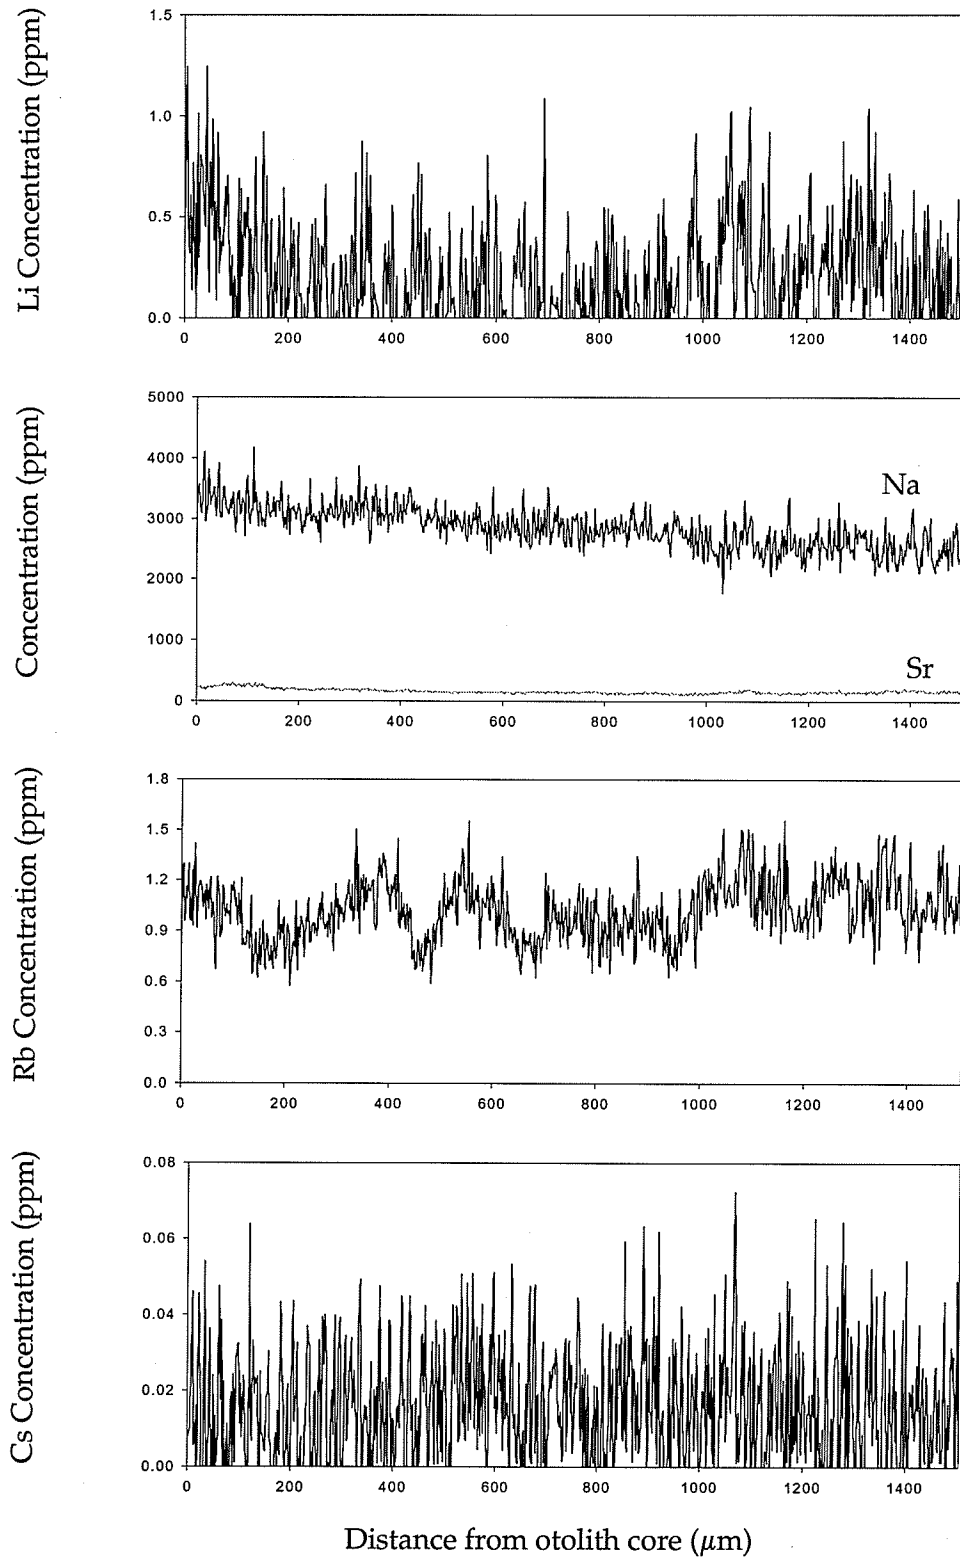 Li Concentration (ppm)
1.5
1.0
0.5
0.0
0 200 400 600 800 1000 1200 1400
Concentration (ppm)
5000
4000
3000
2000
1000
0
Na
Sr
0 200 400 600 800 1000 1200 1400
Rb Concentration (ppm)
1.8
1.5
1.2
0.9
0.6
0.3
0.0
0 200 400 600 800 1000 1200 1400
Cs Concentration (ppm)
0.08
0.06
0.04
0.02
0.00
0 200 400 600 800 1000 1200 1400
Distance from otolith core (μm)